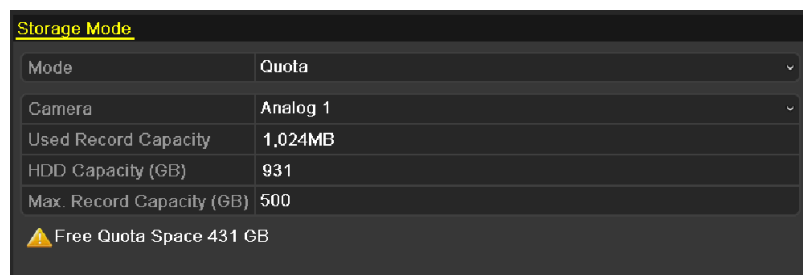 Storage Mode
Mode Quota
Camera Analog 1
Used Record Capacity 1,024MB
HDD Capacity (GB) 931
Max. Record Capacity (GB) 500
Free Quota Space 431 GB